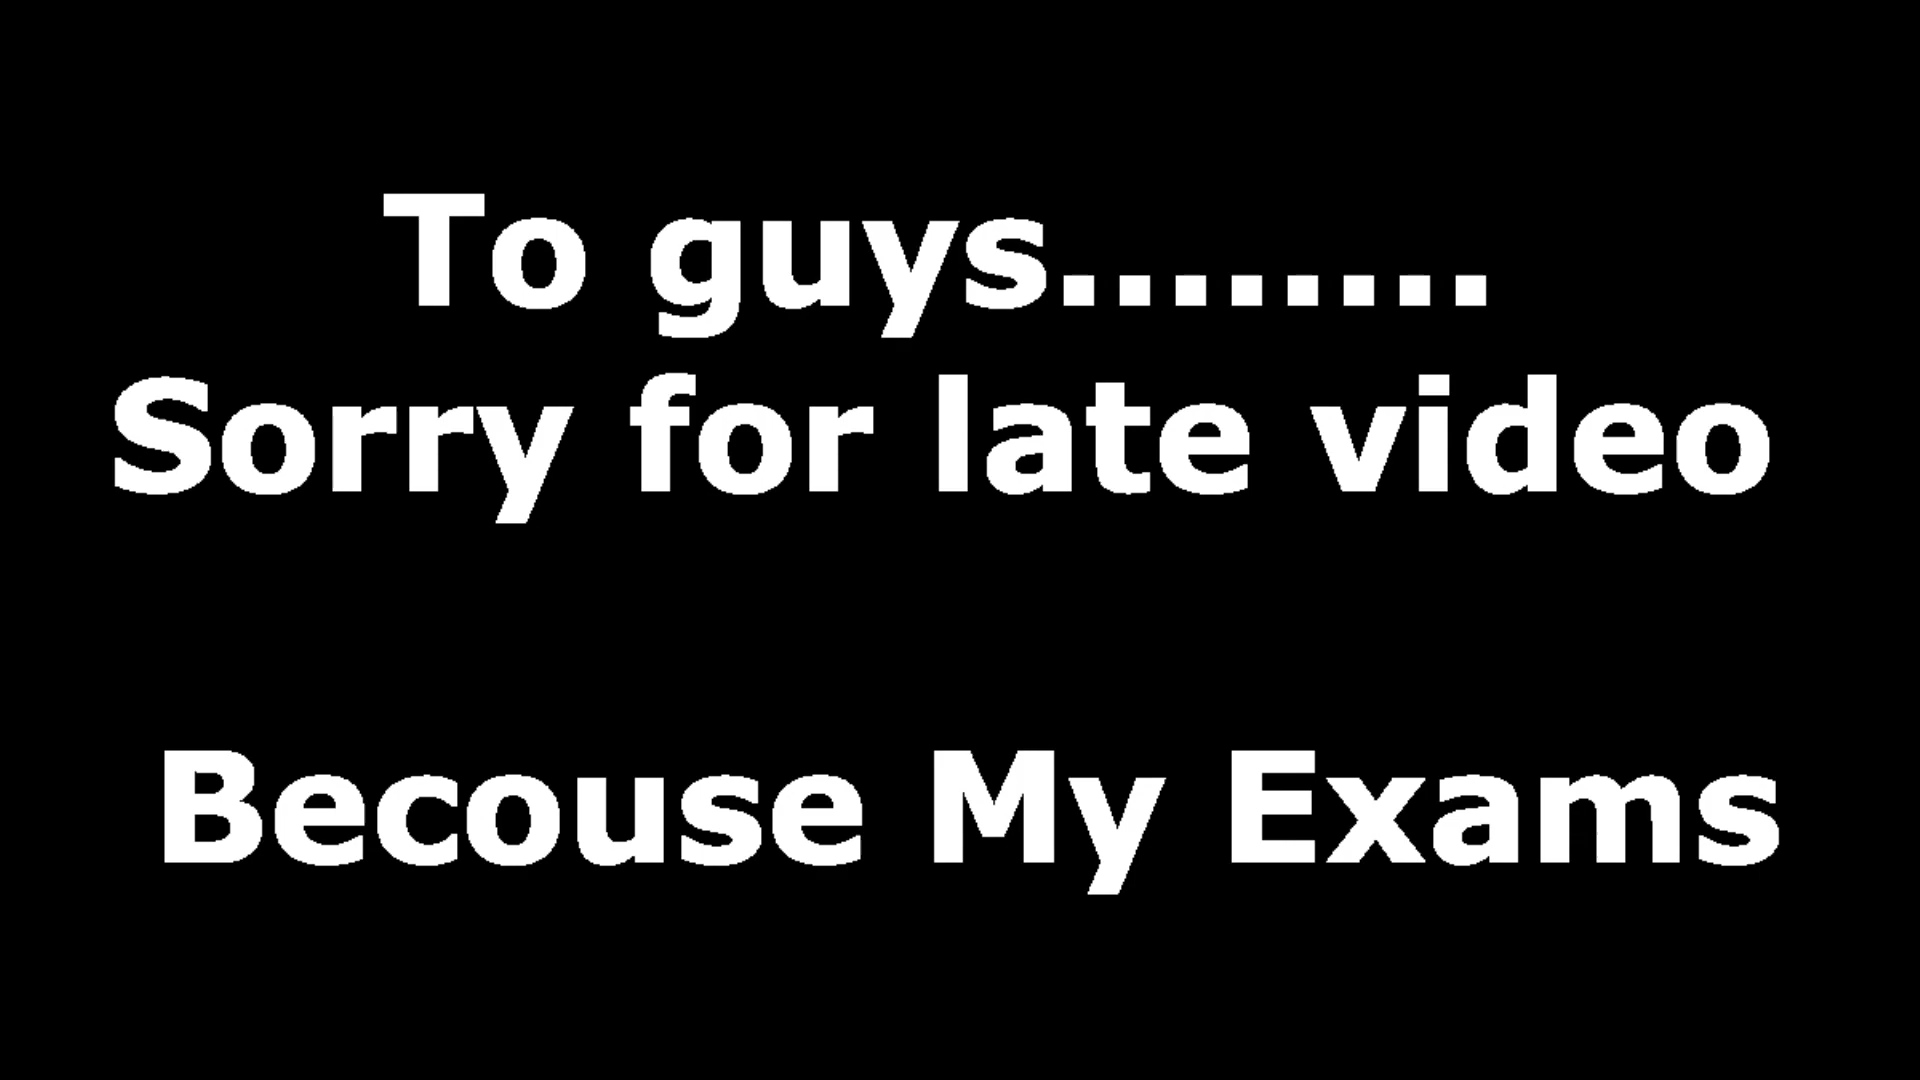 To guys........
Sorry for late video
Becouse My Exams